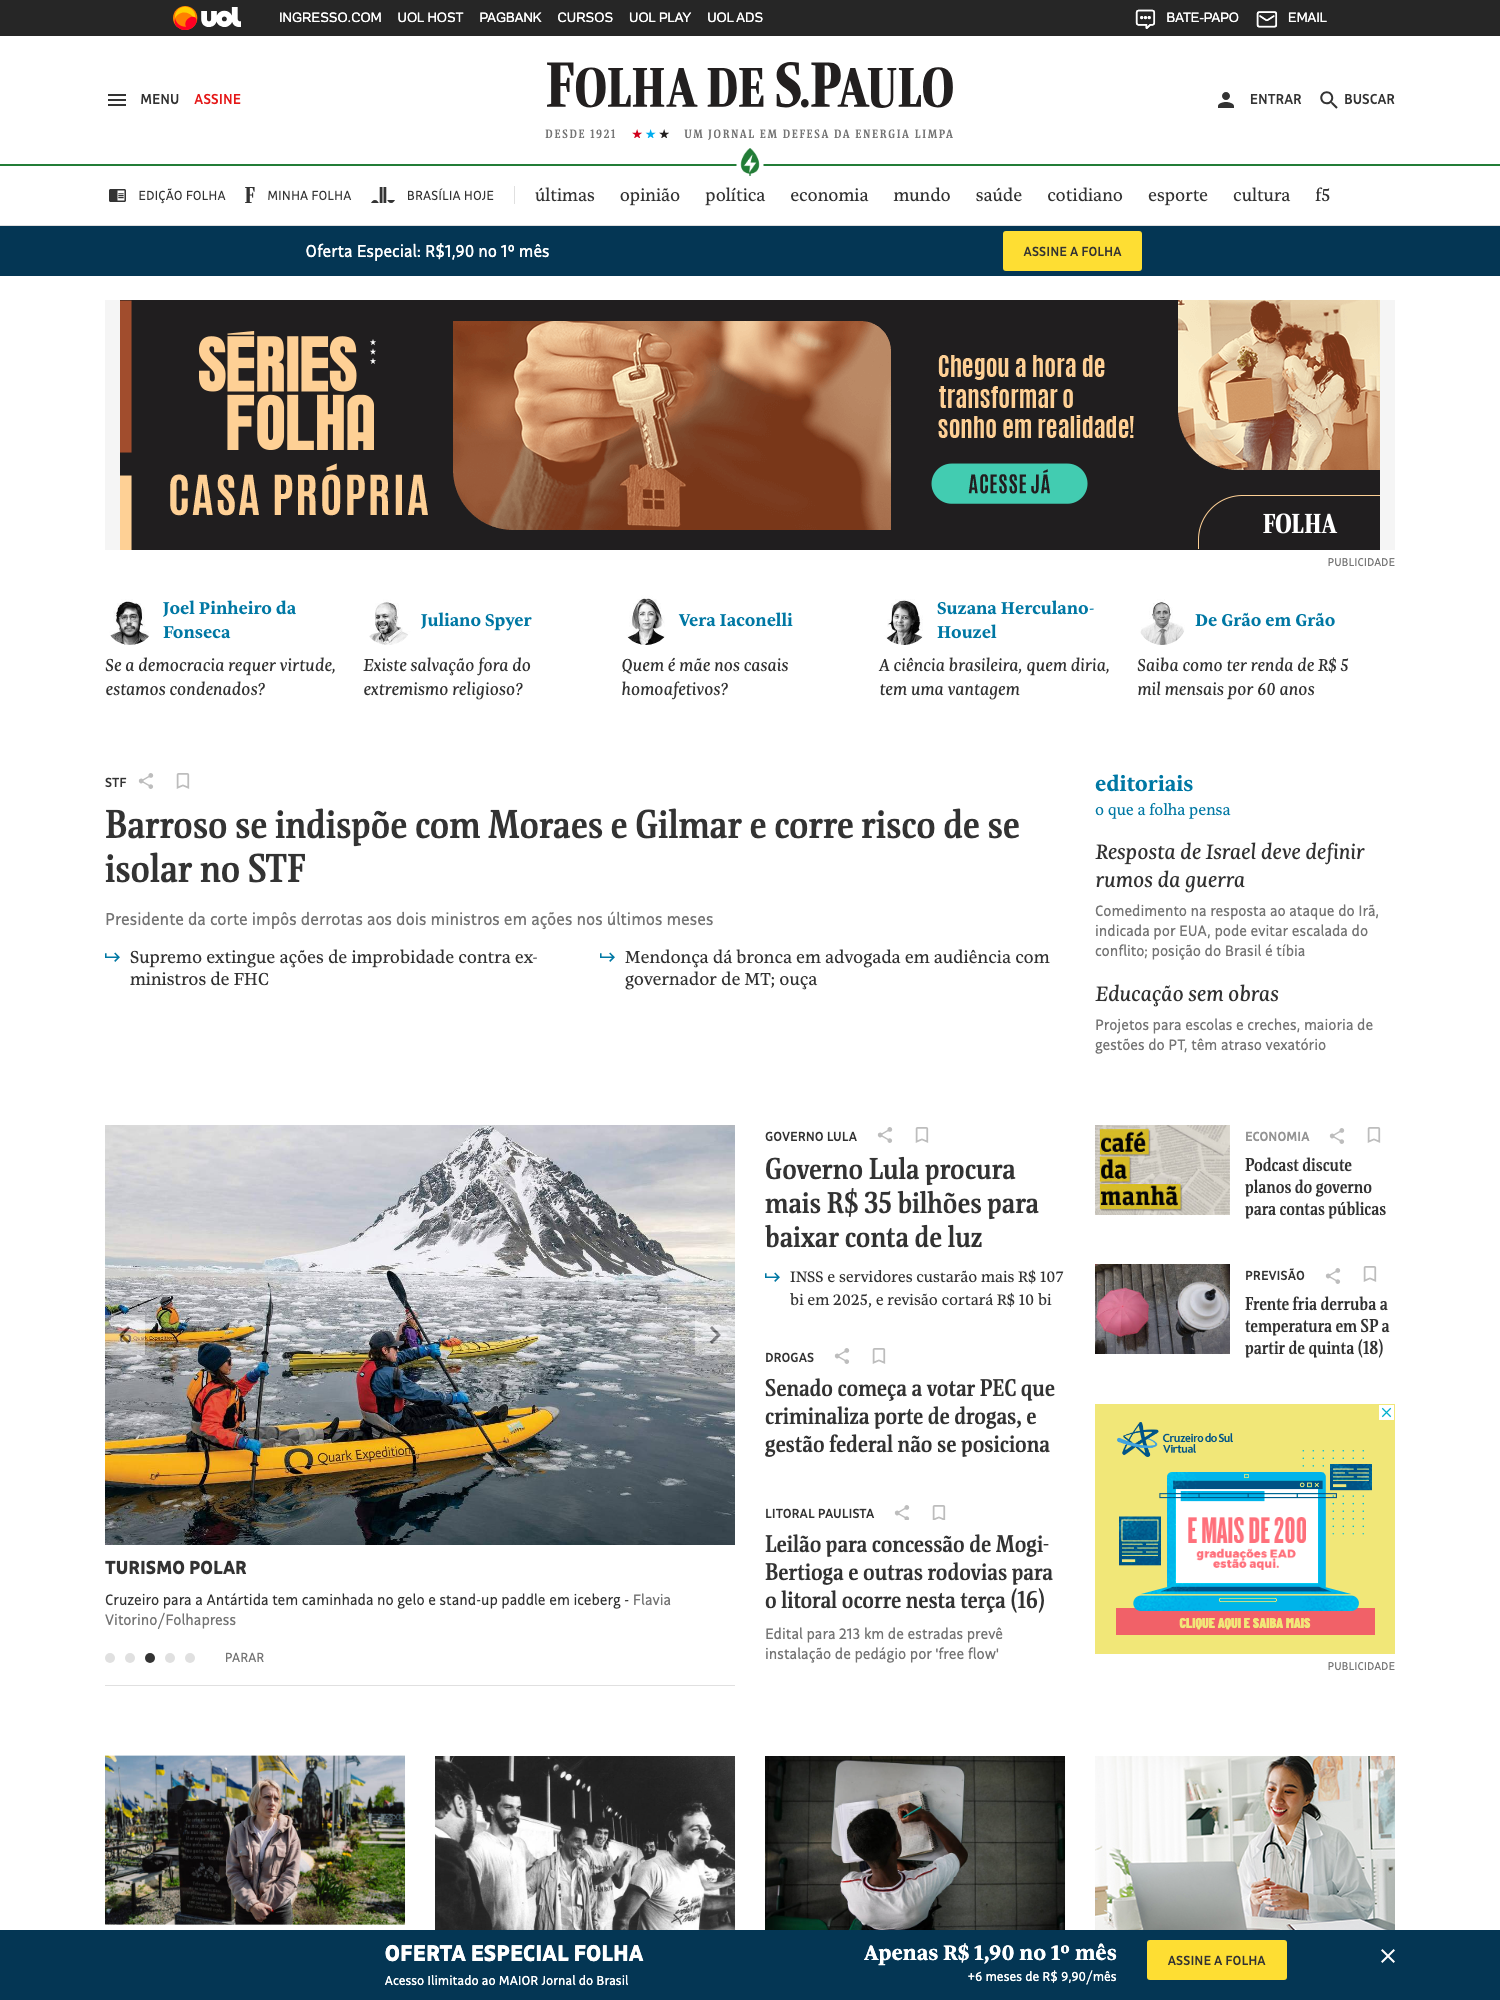 uol INGRESSO.COM UOL HOST PAGBANK CURSOS UOL PLAY UOL ADS BATE-PAPO EMAIL
MENU ASSINE
FOLHA DE S.PAULO
DESDE 1921 ★★★ UM JORNAL EM DEFESA DA ENERGIA LIMPA
ENTRAR BUSCAR
EDIÇÃO FOLHA F MINHA FOLHA BRASÍLIA HOJE últimas opinião política economia mundo saúde cotidiano esporte cultura f5
Oferta Especial: R$1,90 no 1º mês ASSINE A FOLHA
SÉRIES
FOLHA
CASA PRÓPRIA
Chegou a hora de
transformar o
sonho em realidade!
ACESSE JÁ
FOLHA
PUBLICIDADE
Joel Pinheiro da
Fonseca
Se a democracia requer virtude,
estamos condenados?
Juliano Spyer
Existe salvação fora do
extremismo religioso?
Vera Iaconelli
Quem é mãe nos casais
homoafetivos?
Suzana Herculano-
Houzel
A ciência brasileira, quem diria,
tem uma vantagem
De Grão em Grão
Saiba como ter renda de R$ 5
mil mensais por 60 anos
STF
Barroso se indispõe com Moraes e Gilmar e corre risco de se
isolar no STF
Presidente da corte impôs derrotas aos dois ministros em ações nos últimos meses
Supremo extingue ações de improbidade contra ex-
ministros de FHC
Mendonça dá bronca em advogada em audiência com
governador de MT; ouça
editoriais
o que a folha pensa
Resposta de Israel deve definir
rumos da guerra
Comedimento na resposta ao ataque do Irã,
indicada por EUA, pode evitar escalada do
conflito; posição do Brasil é tíbia
Educação sem obras
Projetos para escolas e creches, maioria de
gestões do PT, têm atraso vexatório
Quark Expeditions
TURISMO POLAR
Cruzeiro para a Antártida tem caminhada no gelo e stand-up paddle em iceberg - Flavia
Vitorino/Folhapress
PARAR
GOVERNO LULA
Governo Lula procura
mais R$ 35 bilhões para
baixar conta de luz
INSS e servidores custarão mais R$ 107
bi em 2025, e revisão cortará R$ 10 bi
DROGAS
Senado começa a votar PEC que
criminaliza porte de drogas, e
gestão federal não se posiciona
LITORAL PAULISTA
Leilão para concessão de Mogi-
Bertioga e outras rodovias para
o litoral ocorre nesta terça (16)
Edital para 213 km de estradas prevê
instalação de pedágio por 'free flow'
café
da
manhã
ECONOMIA
Podcast discute
planos do governo
para contas públicas
PREVISÃO
Frente fria derruba a
temperatura em SP a
partir de quinta (18)
Cruzeiro do Sul
Virtual
E MAIS DE 200
graduações EAD
estão aqui.
CLIQUE AQUI E SAIBA MAIS
PUBLICIDADE
OFERTA ESPECIAL FOLHA
Acesso Ilimitado ao MAIOR Jornal do Brasil
Apenas R$ 1,90 no 1º mês
+6 meses de R$ 9,90/mês
ASSINE A FOLHA